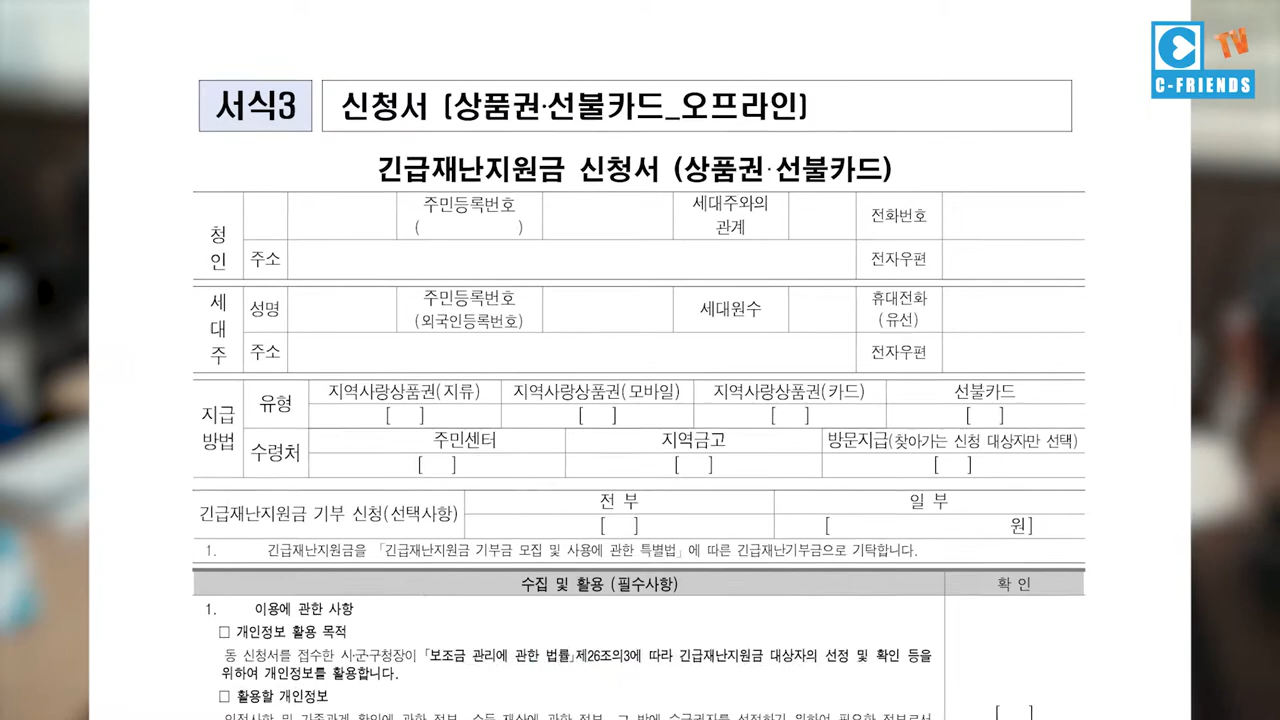 C TV
C-FRIENDS
서식3 신청서 (상품권·선불카드_오프라인)
긴급재난지원금 신청서 (상품권·선불카드)
청 인
주민등록번호 ( )
세대주와의 관계
전화번호
주소
전자우편
세 대 주
성명
주민등록번호 (외국인등록번호)
세대원수
휴대전화 (유선)
주소
전자우편
지급 방법
유형
지역사랑상품권(지류)
지역사랑상품권(모바일)
지역사랑상품권(카드)
선불카드
[ ] [ ] [ ] [ ]
수령처
주민센터
지역금고
방문지급(찾아가는 신청 대상자만 선택)
[ ] [ ] [ ]
긴급재난지원금 기부 신청(선택사항)
전 부
일 부
[ ] [ 원]
1. 긴급재난지원금을 「긴급재난지원금 기부금 모집 및 사용에 관한 특별법」에 따른 긴급재난기부금으로 기탁합니다.
수집 및 활용 (필수사항)
확 인
1. 이용에 관한 사항
□ 개인정보 활용 목적
동 신청서를 접수한 시·군·구청장이 「보조금 관리에 관한 법률」제26조의3에 따라 긴급재난지원금 대상자의 선정 및 확인 등을
위하여 개인정보를 활용합니다.
□ 활용할 개인정보